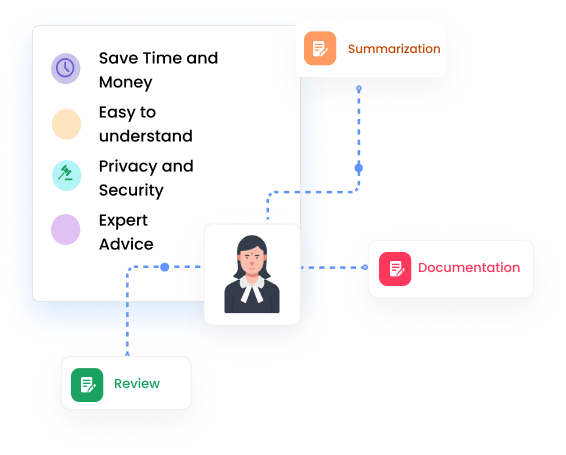 Summarization
Save Time and
Money
Easy to
understand
Privacy and
Security
Expert
Advice
Documentation
Review